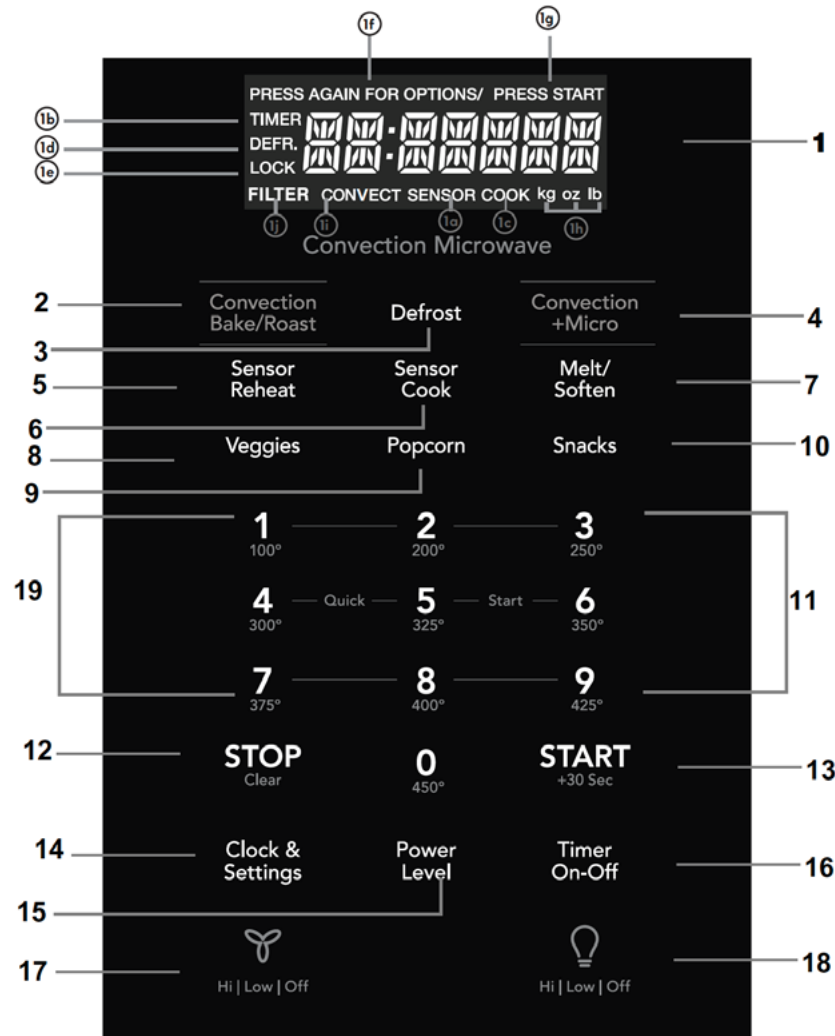 1f 1g
PRESS AGAIN FOR OPTIONS/ PRESS START
1b TIMER
1d DEFR.
1e LOCK
1
FILTER CONVECT SENSOR COOK kg oz lb
1j 1i 1a 1c 1h
Convection Microwave
2 Convection Bake/Roast
Defrost
3
Convection +Micro 4
5 Sensor Reheat
Sensor Cook
6
Melt/ Soften 7
8 Veggies
Popcorn
9
Snacks 10
1 2 3
100° 200° 250°
19
4 Quick 5 Start 6
300° 325° 350°
11
7 8 9
375° 400° 425°
12 STOP
Clear
0
450°
START 13
+30 Sec
14 Clock & Settings
Power Level
15
Timer On-Off 16
17
Hi | Low | Off
18
Hi | Low | Off